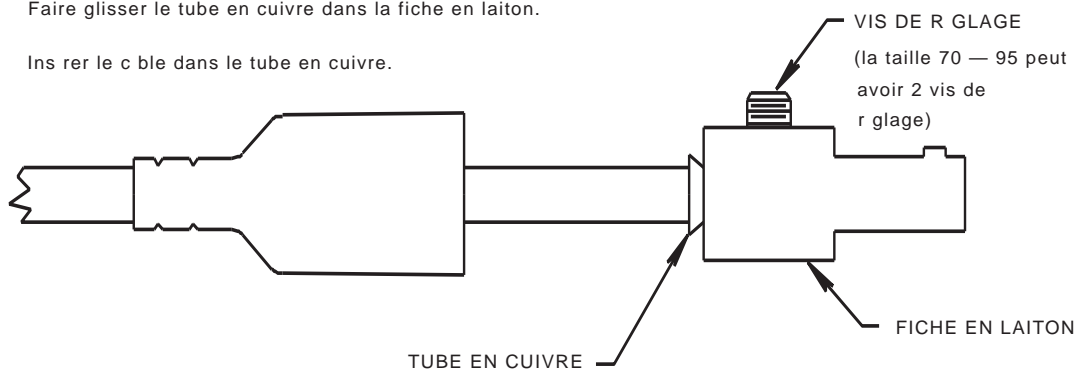 Faire glisser le tube en cuivre dans la fiche en laiton.
Ins rer le c ble dans le tube en cuivre.
VIS DE R GLAGE
(la taille 70 — 95 peut
avoir 2 vis de
r glage)
FICHE EN LAITON
TUBE EN CUIVRE